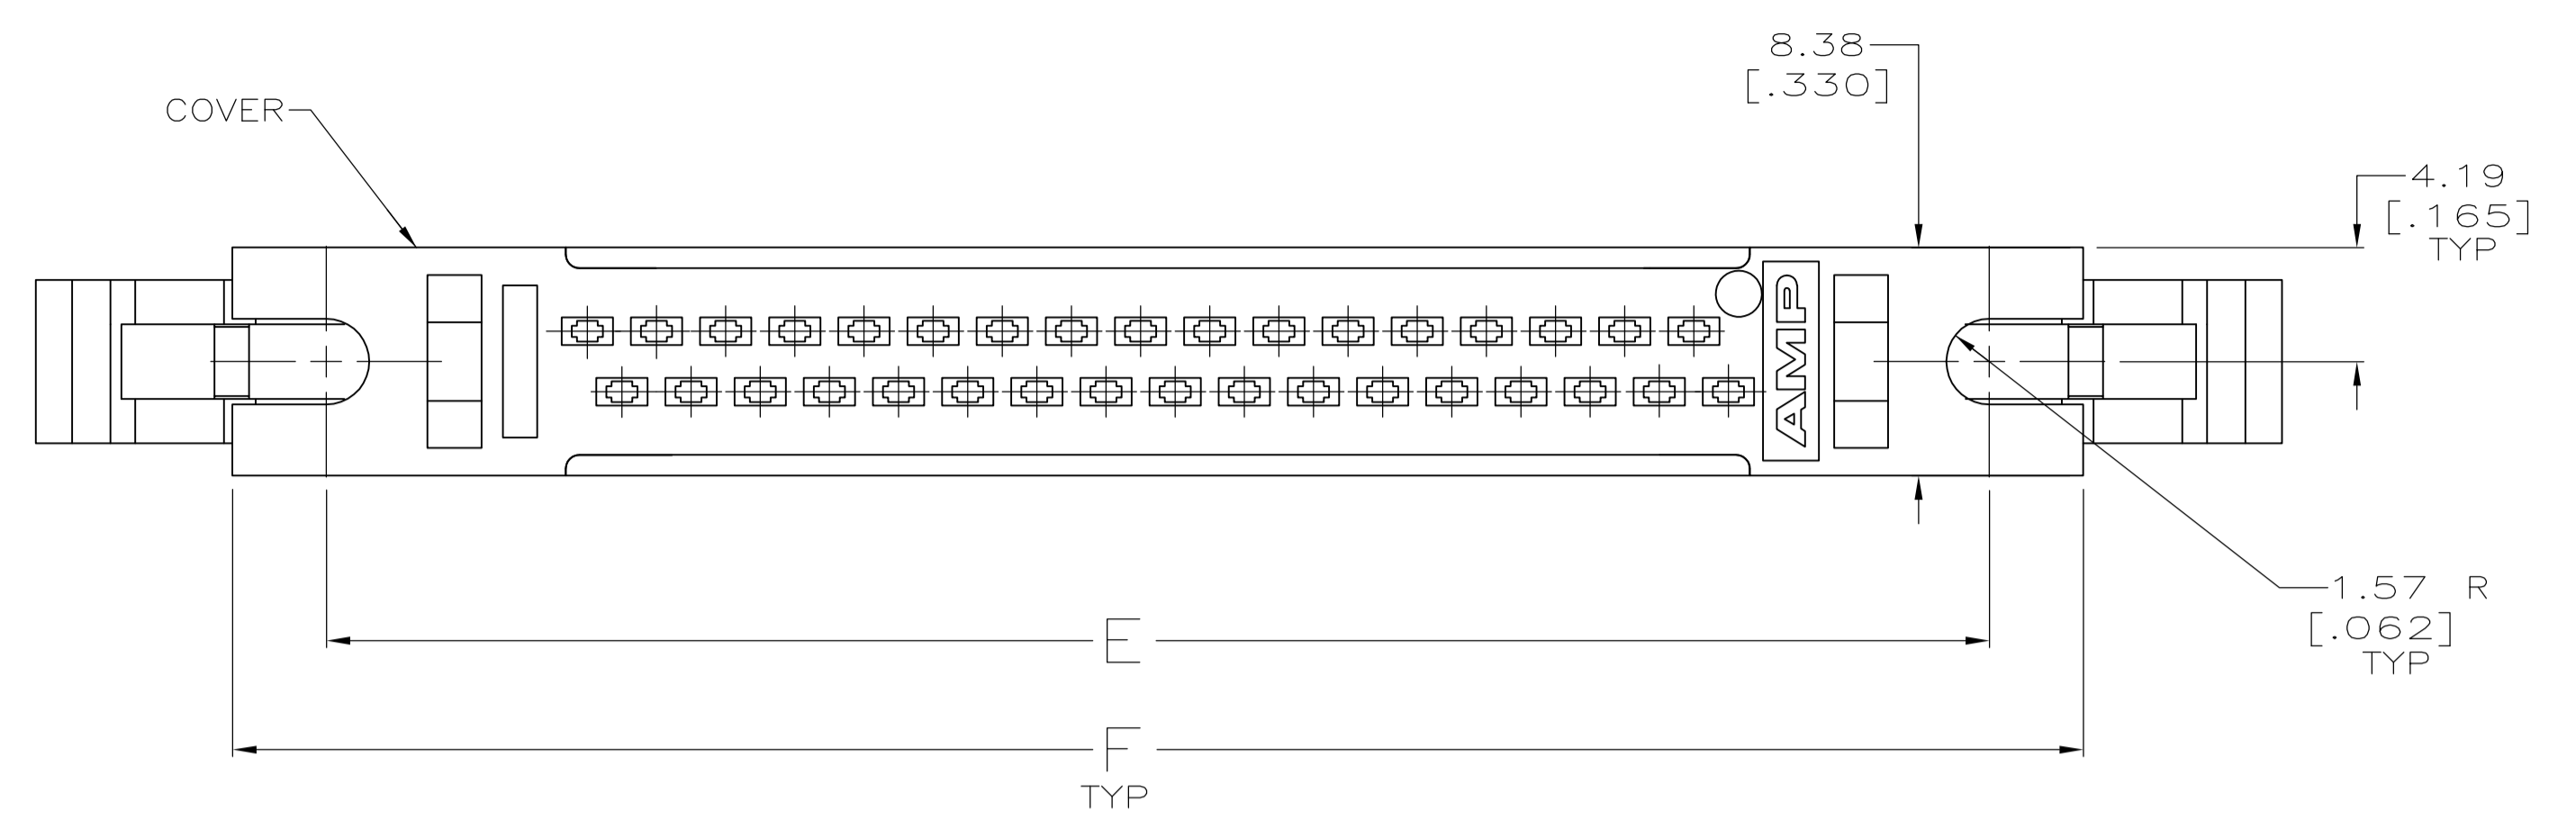 8.38
[.330]
COVER
4.19
[.165]
TYP
AMP
1.57 R
[.062]
TYP
E
F
TYP